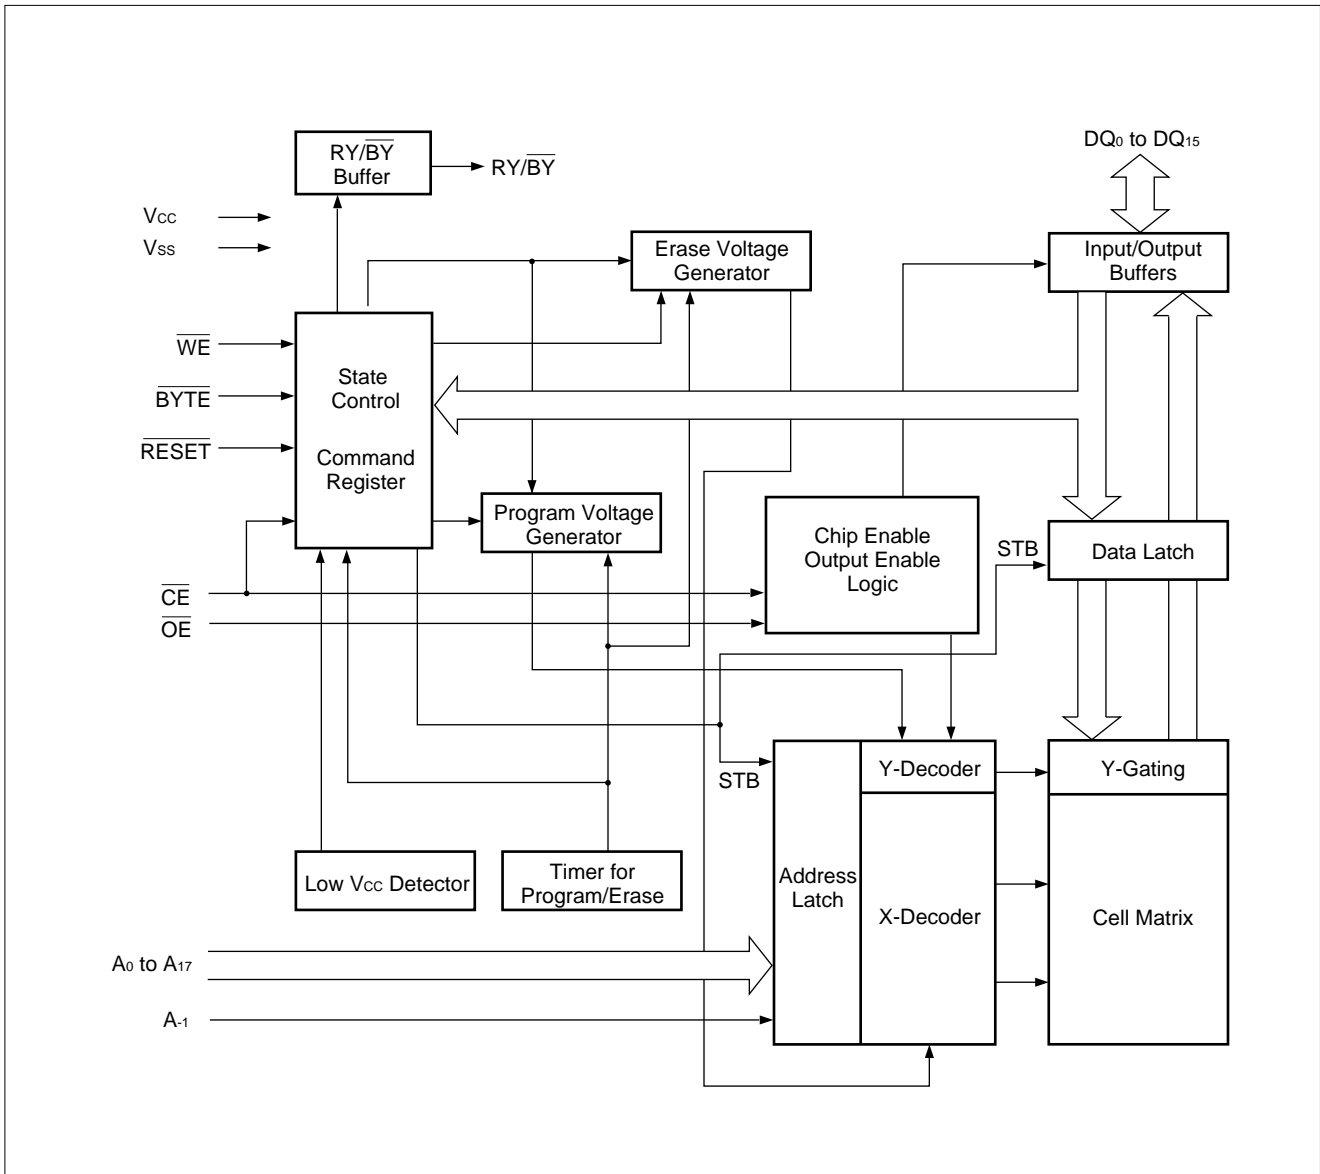 RY/BY
Buffer
RY/BY
DQ0 to DQ15
VCC
VSS
Erase Voltage
Generator
Input/Output
Buffers
WE
BYTE
RESET
State
Control
Command
Register
Program Voltage
Generator
Chip Enable
Output Enable
Logic
STB
Data Latch
CE
OE
STB
Y-Decoder
Y-Gating
Low VCC Detector
Timer for
Program/Erase
Address
Latch
X-Decoder
Cell Matrix
A0 to A17
A-1